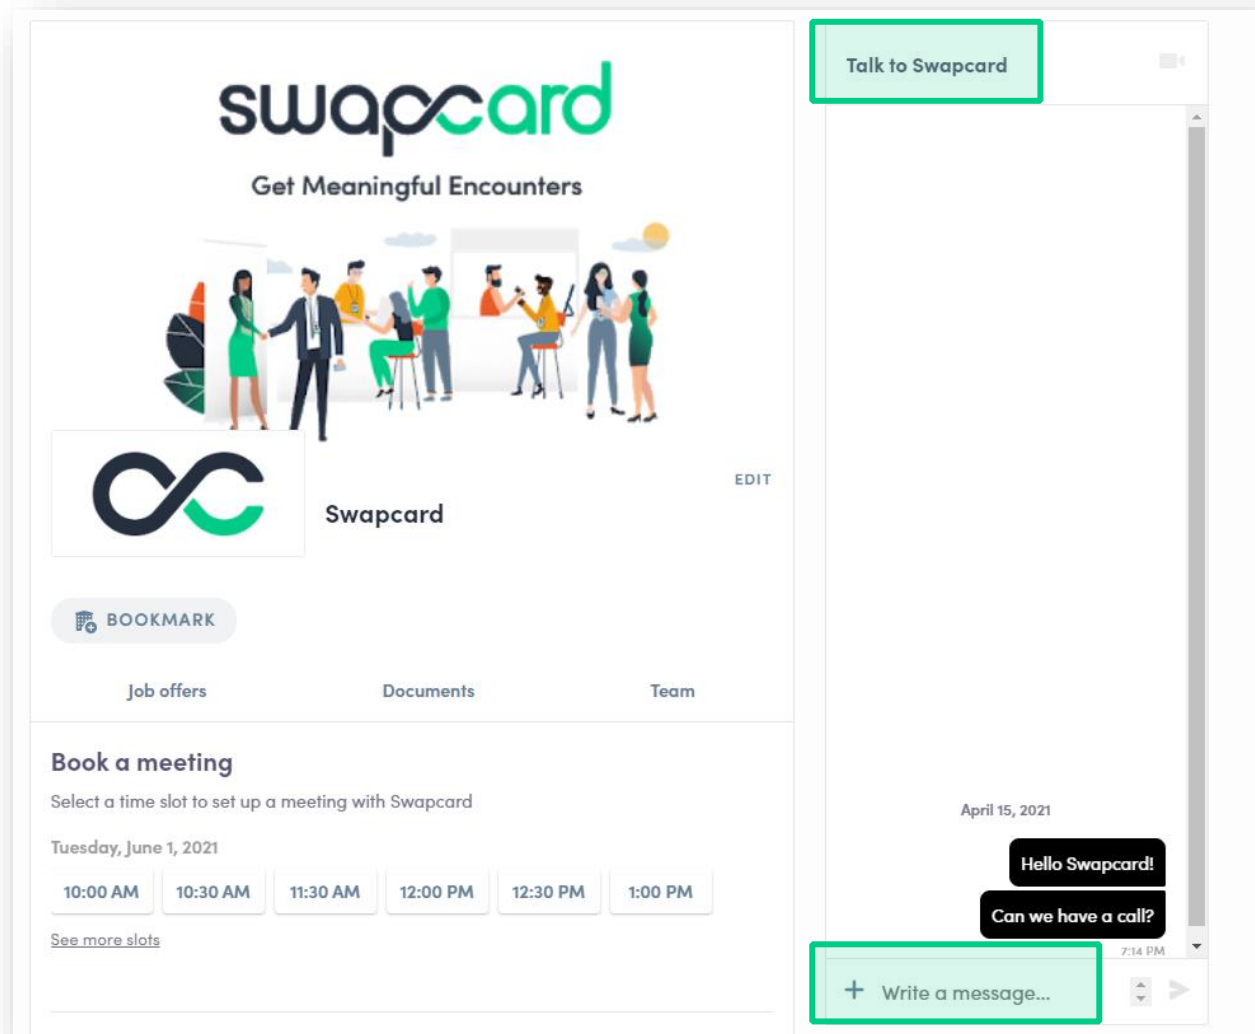 swapcard
Get Meaningful Encounters
Swapcard
EDIT
BOOKMARK
Job offers
Documents
Team
Book a meeting
Select a time slot to set up a meeting with Swapcard
Tuesday, June 1, 2021
10:00 AM 10:30 AM 11:30 AM 12:00 PM 12:30 PM 1:00 PM
See more slots
Talk to Swapcard
April 15, 2021
Hello Swapcard!
Can we have a call?
7:14 PM
+ Write a message...